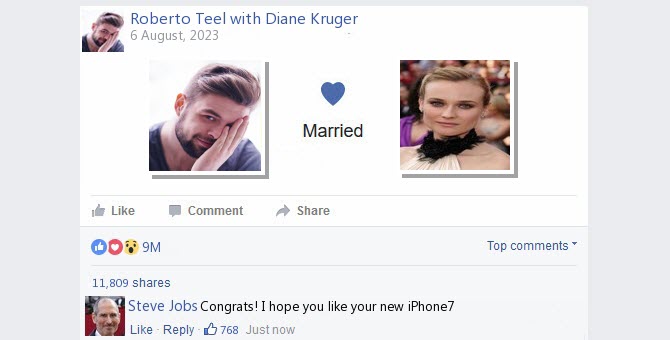 Roberto Teel with Diane Kruger
6 August, 2023
Married
Like Comment Share
9M Top comments
11,809 shares
Steve Jobs Congrats! I hope you like your new iPhone7
Like · Reply · 768 Just now